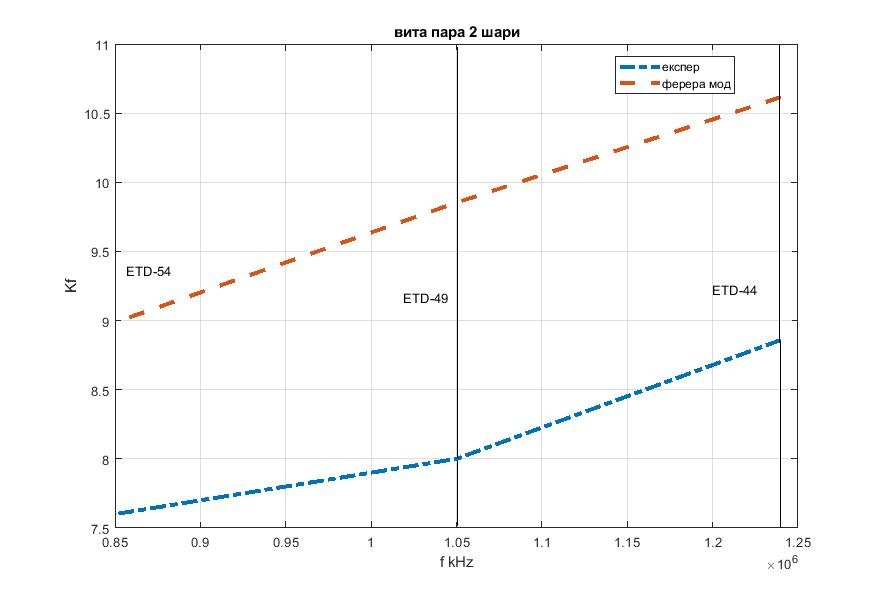 вита пара 2 шари
експер
ферера мод
11
10.5
10
9.5
9
8.5
8
7.5
Kf
ETD-54
ETD-49
ETD-44
0.85
0.9
0.95
1
1.05
1.1
1.15
1.2
1.25
f kHz
×10⁶